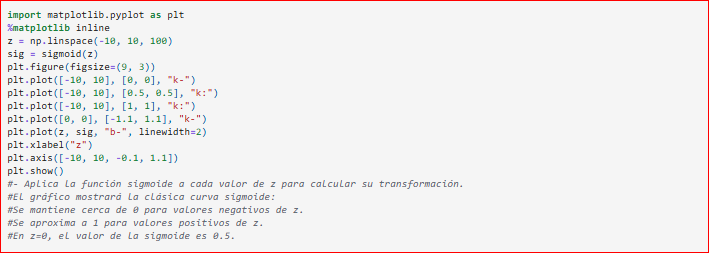 import matplotlib.pyplot as plt
%matplotlib inline
z = np.linspace(-10, 10, 100)
sig = sigmoid(z)
plt.figure(figsize=(9, 3))
plt.plot([-10, 10], [0, 0], "k-")
plt.plot([-10, 10], [0.5, 0.5], "k:")
plt.plot([-10, 10], [1, 1], "k:")
plt.plot([0, 0], [-1.1, 1.1], "k-")
plt.plot(z, sig, "b-", linewidth=2)
plt.xlabel("z")
plt.axis([-10, 10, -0.1, 1.1])
plt.show()
#- Aplica la función sigmoide a cada valor de z para calcular su transformación.
#El gráfico mostrará la clásica curva sigmoide:
#Se mantiene cerca de 0 para valores negativos de z.
#Se aproxima a 1 para valores positivos de z.
#En z=0, el valor de la sigmoide es 0.5.